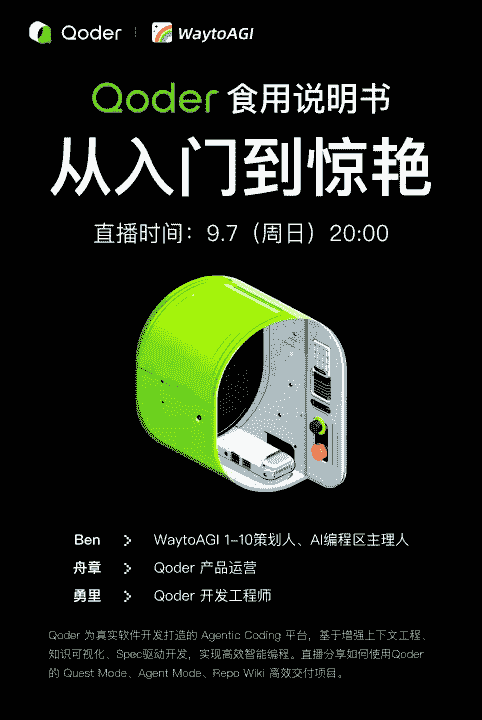 Qoder WaytoAGI
Qoder 食用说明书
从入门到惊艳
直播时间：9.7（周日）20:00
Ben > WaytoAGI 1-10策划人、AI编程区主理人
舟章 > Qoder 产品运营
勇里 > Qoder 开发工程师
Qoder 为真实软件开发打造的 Agentic Coding 平台，基于增强上下文工程、
知识可视化、Spec驱动开发，实现高效智能编程。直播分享如何使用Qoder
的 Quest Mode、Agent Mode、Repo Wiki 高效交付项目。